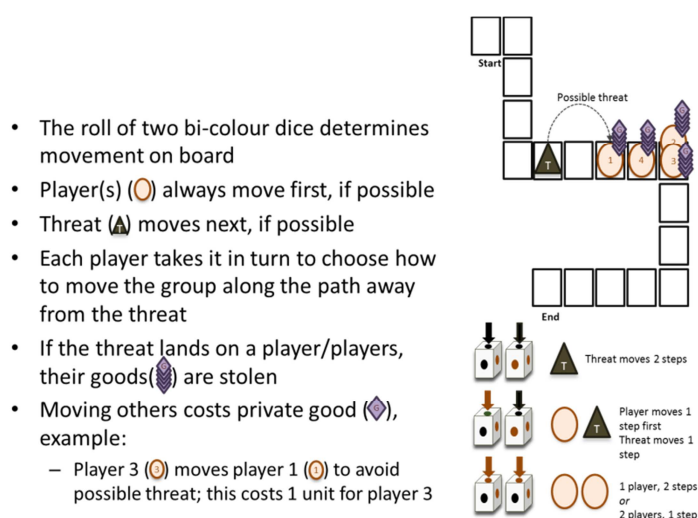 Start
Possible threat
G
G
G
G
T
1
4
2
3
End
• The roll of two bi-colour dice determines
movement on board
• Player(s) ( ) always move first, if possible
• Threat ( T ) moves next, if possible
• Each player takes it in turn to choose how
to move the group along the path away
from the threat
• If the threat lands on a player/players,
their goods( G ) are stolen
• Moving others costs private good ( G ),
example:
– Player 3 ( 3 ) moves player 1 ( 1 ) to avoid
possible threat; this costs 1 unit for player 3
T
Threat moves 2 steps
T
Player moves 1
step first
Threat moves 1
step
1 player, 2 steps
or
2 players, 1 step